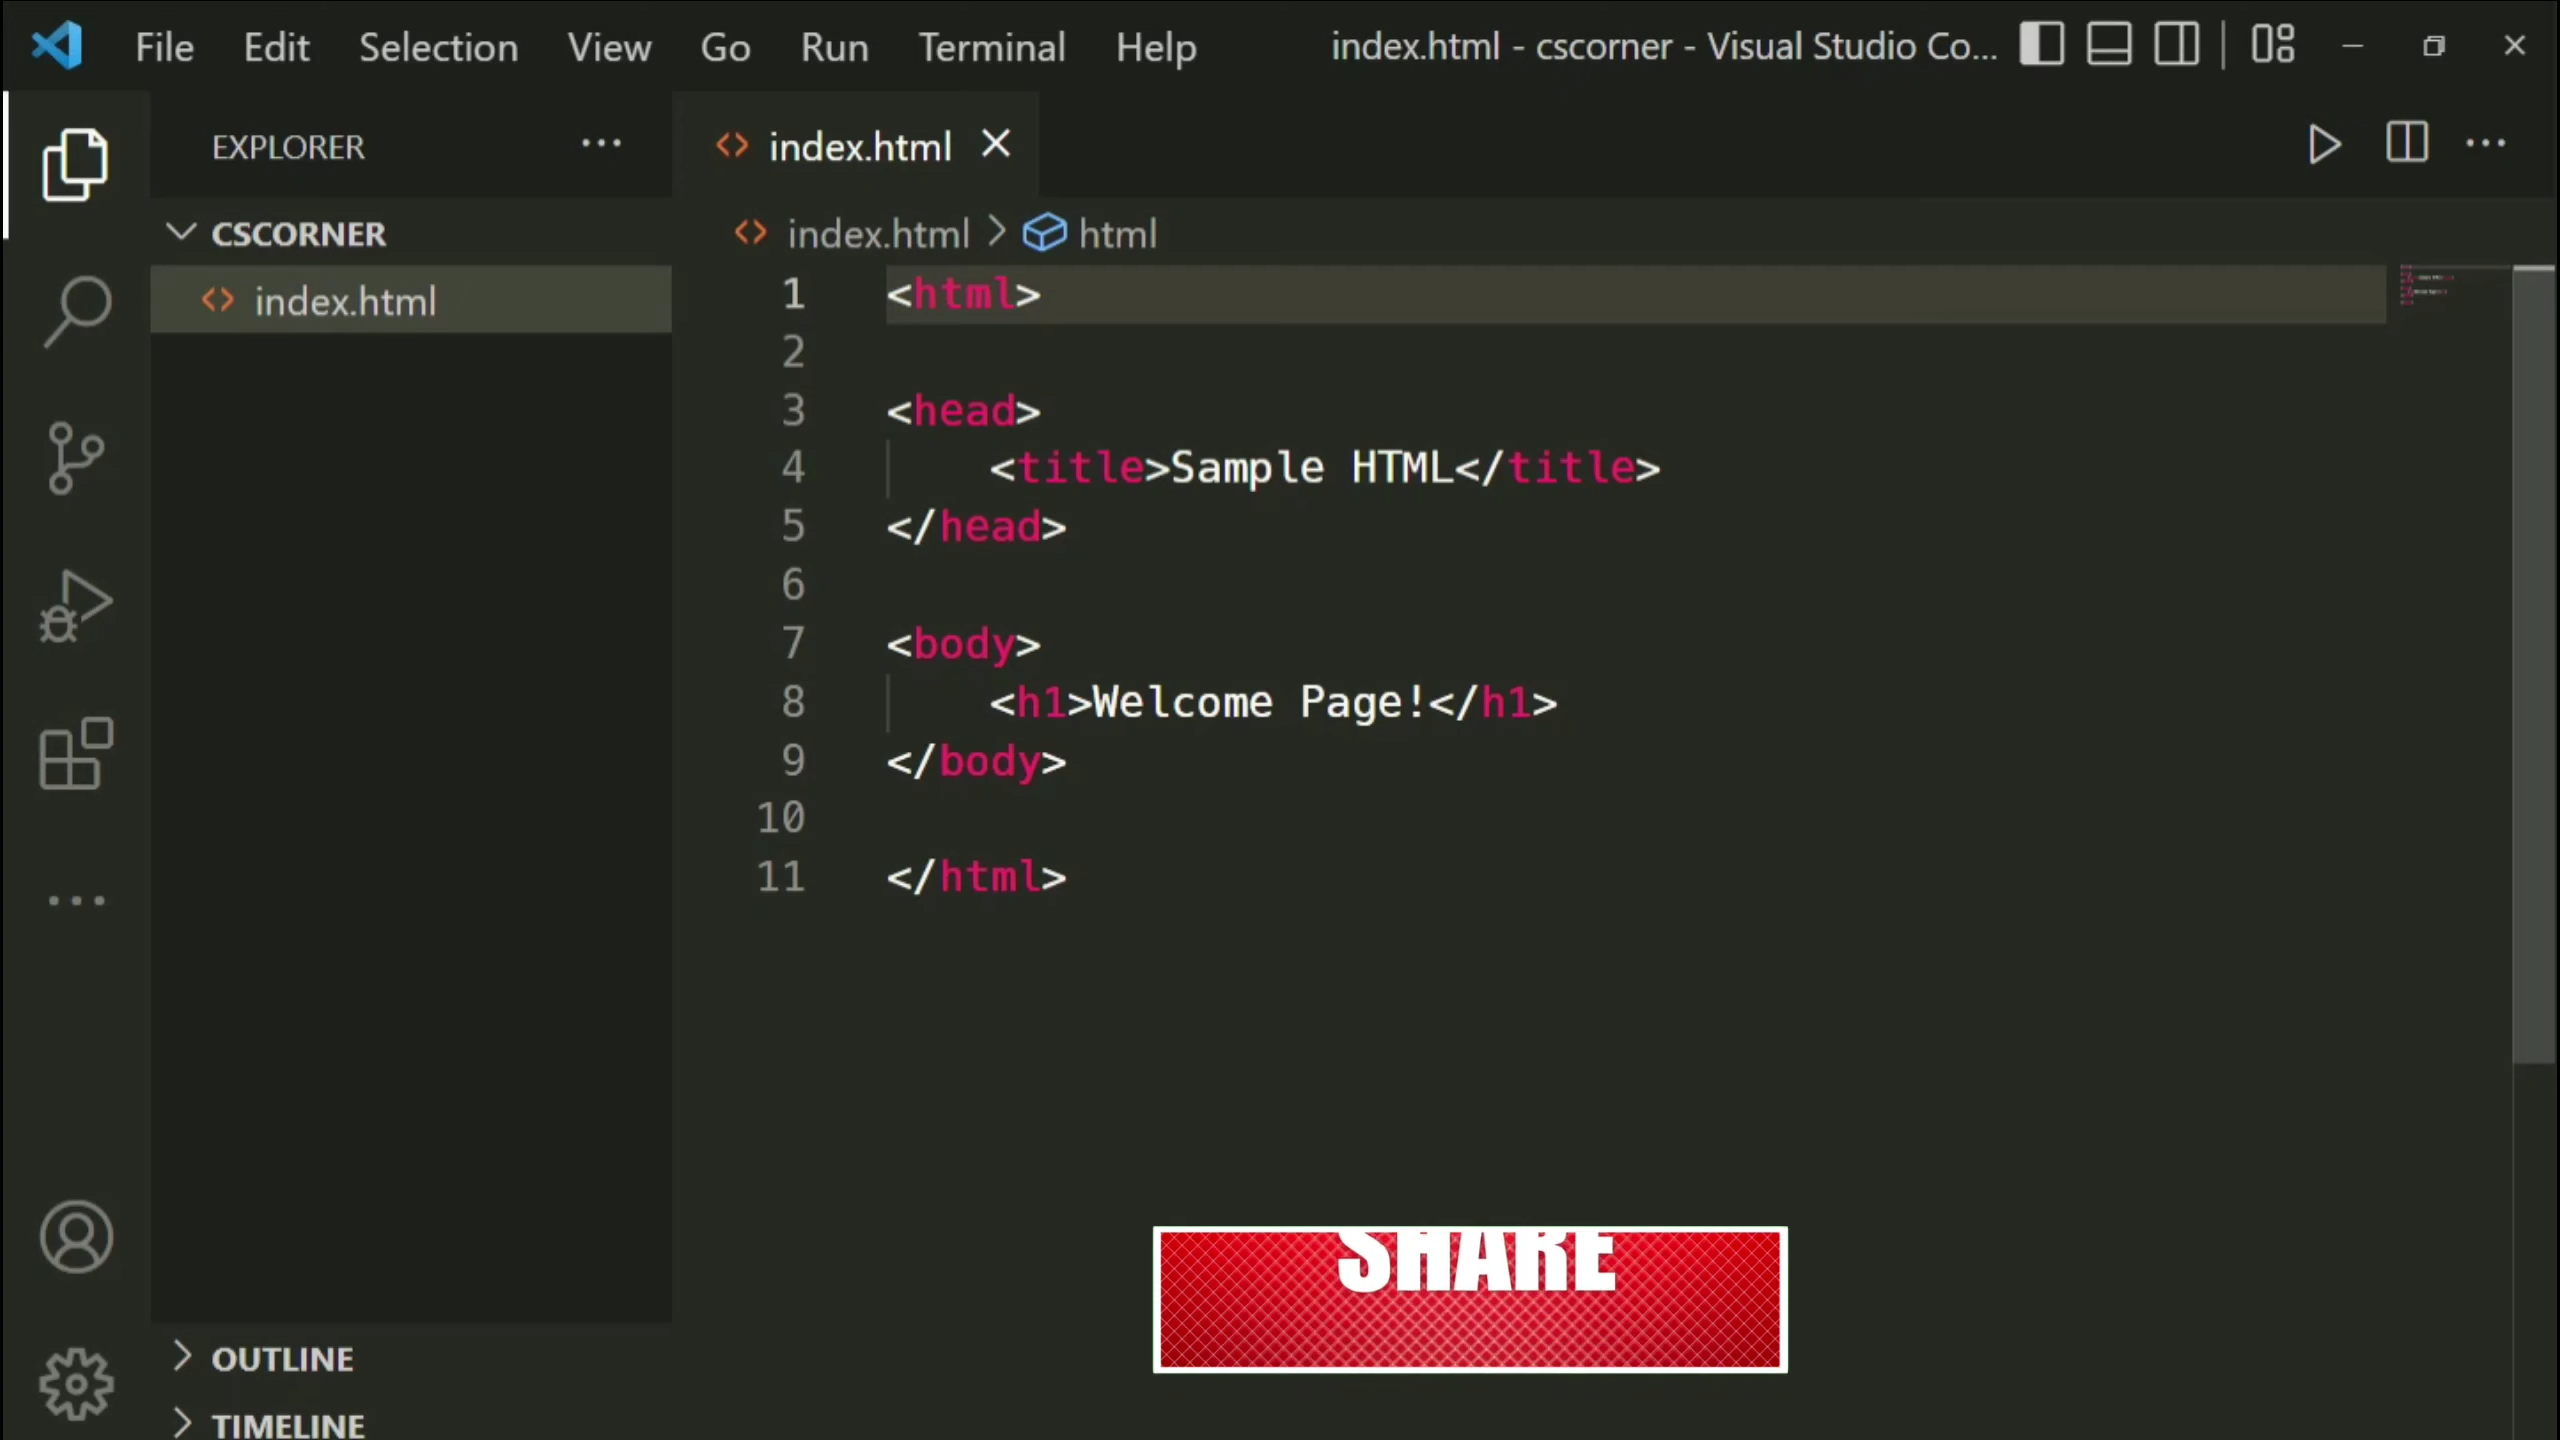 File Edit Selection View Go Run Terminal Help index.html - cscorner - Visual Studio Co...
EXPLORER
CSCORNER
index.html
OUTLINE
TIMELINE
index.html
index.html > html
1 <html>
2
3 <head>
4     <title>Sample HTML</title>
5 </head>
6
7 <body>
8     <h1>Welcome Page!</h1>
9 </body>
10
11 </html>
SHARE